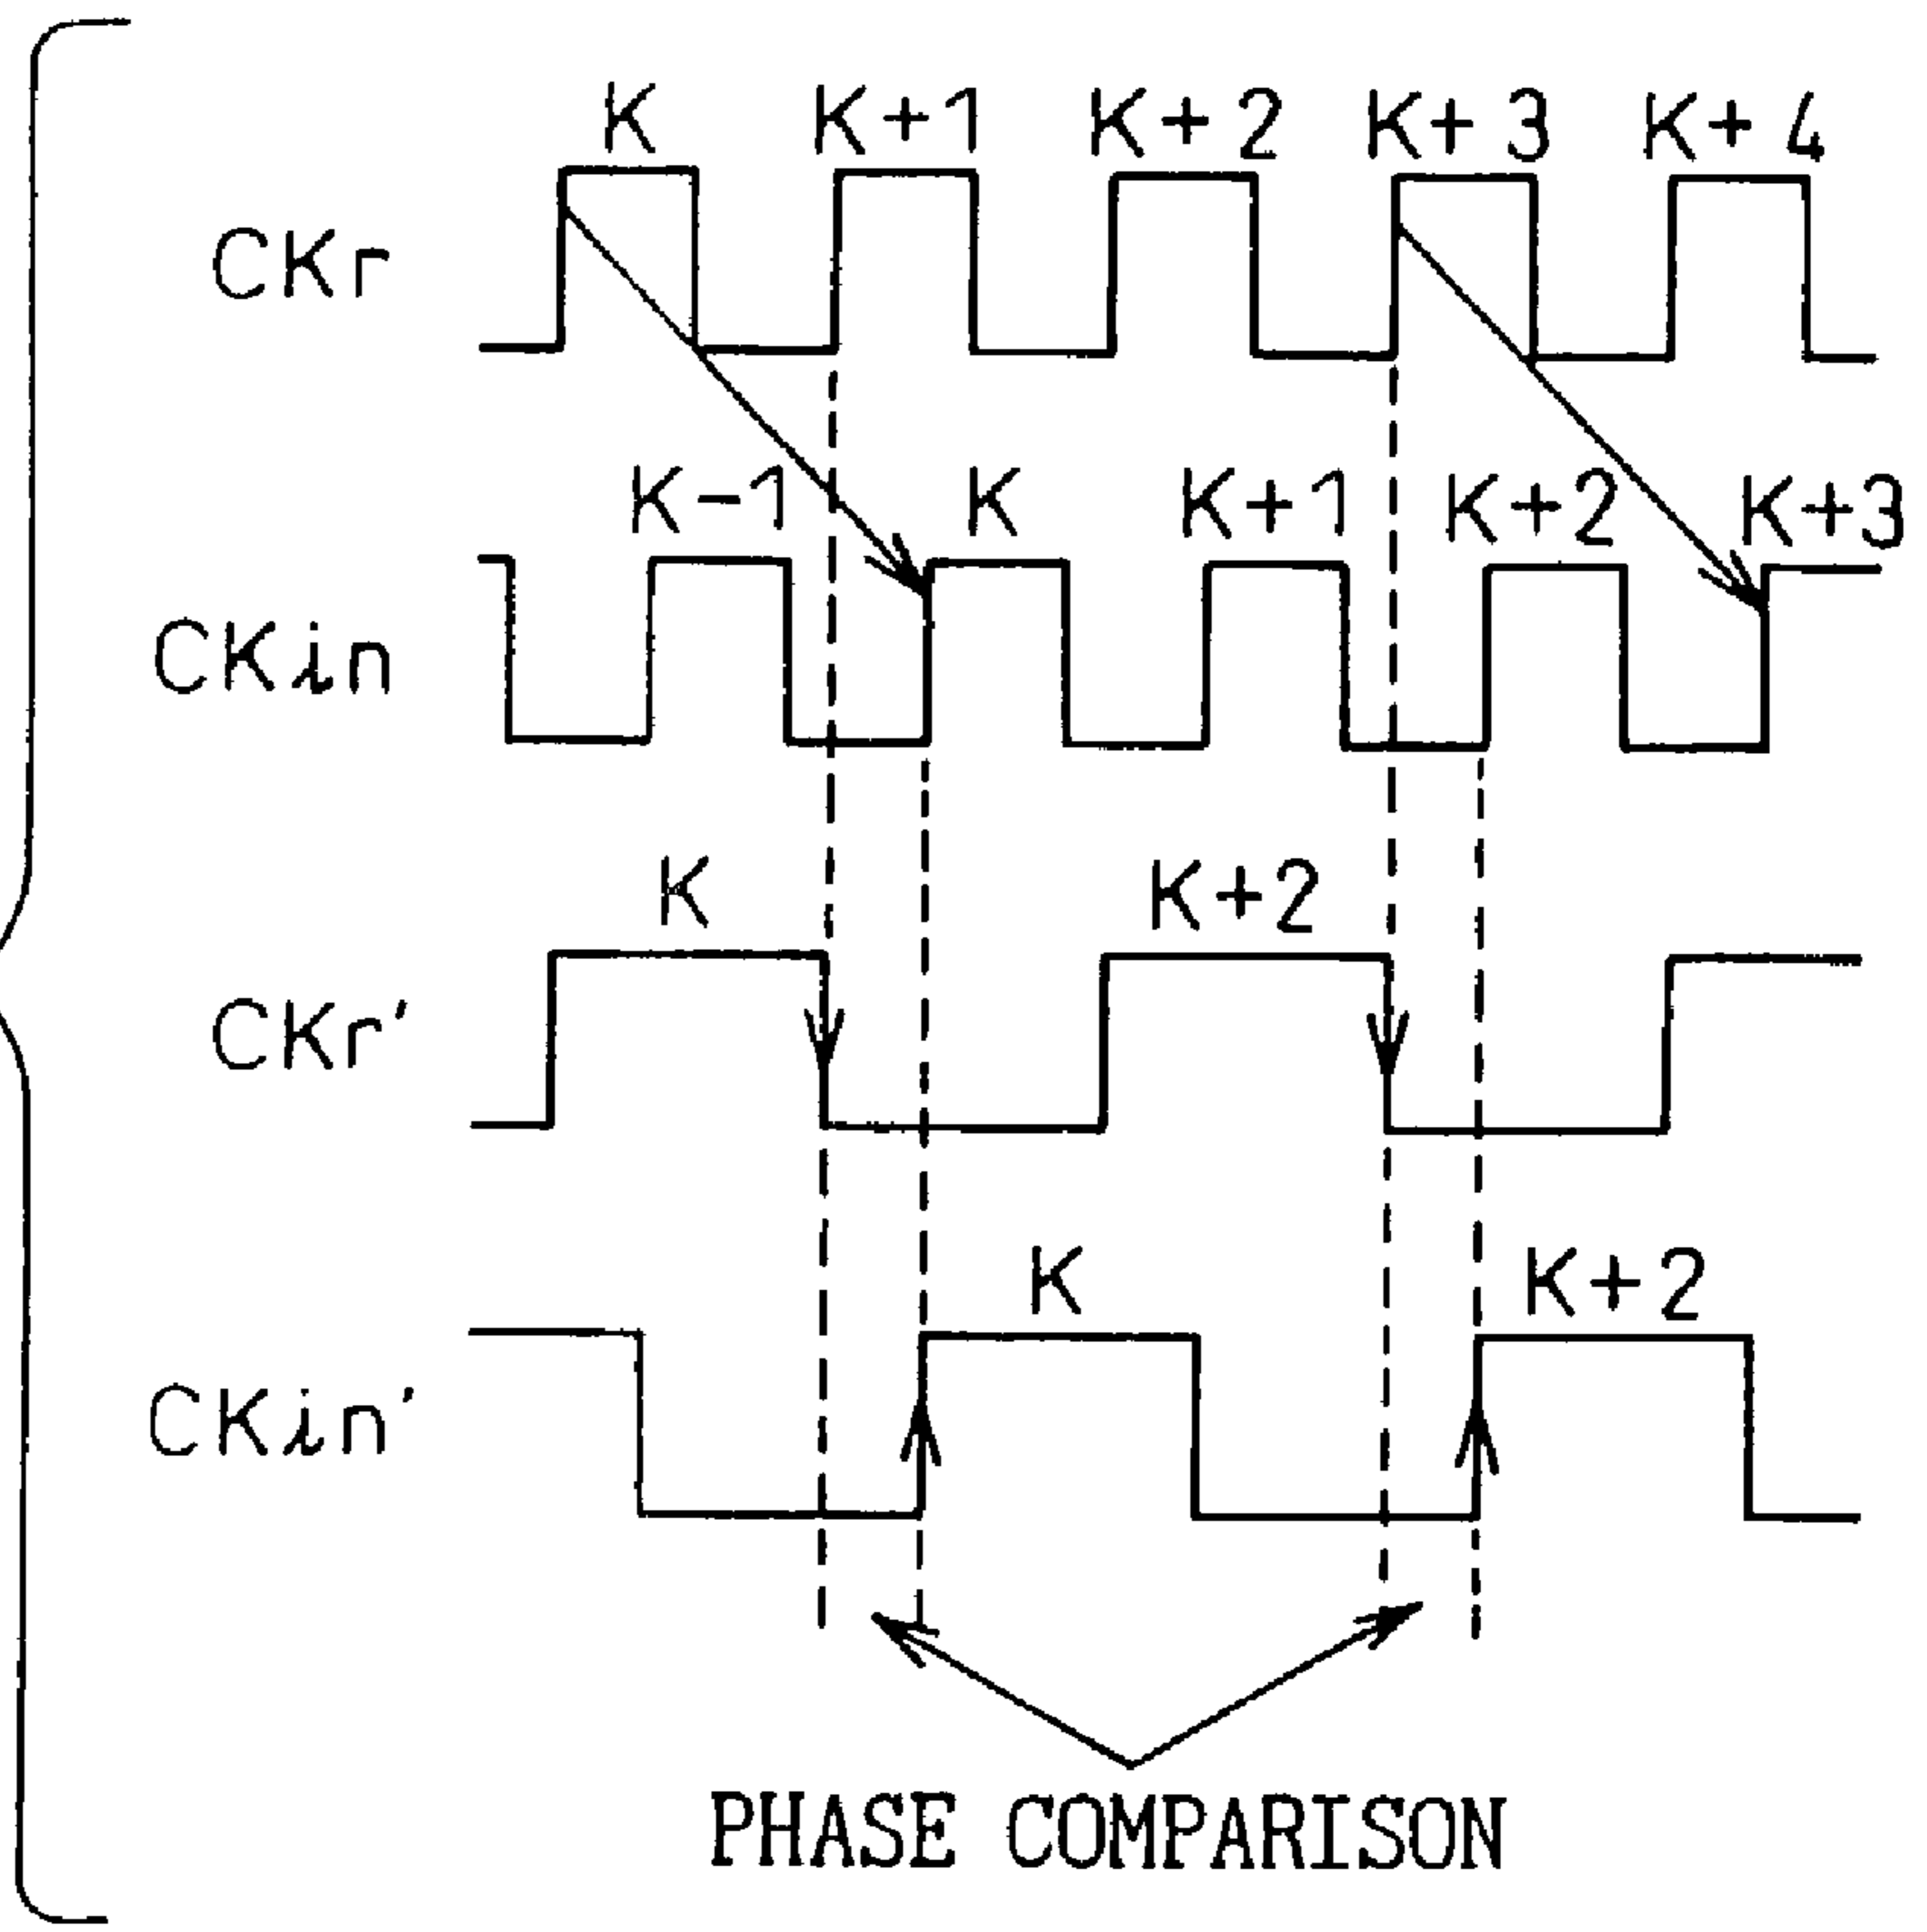 K K+1 K+2 K+3 K+4
CKr
K-1 K K+1 K+2 K+3
CKin
K K+2
CKr'
K K+2
CKin'
PHASE COMPARISON